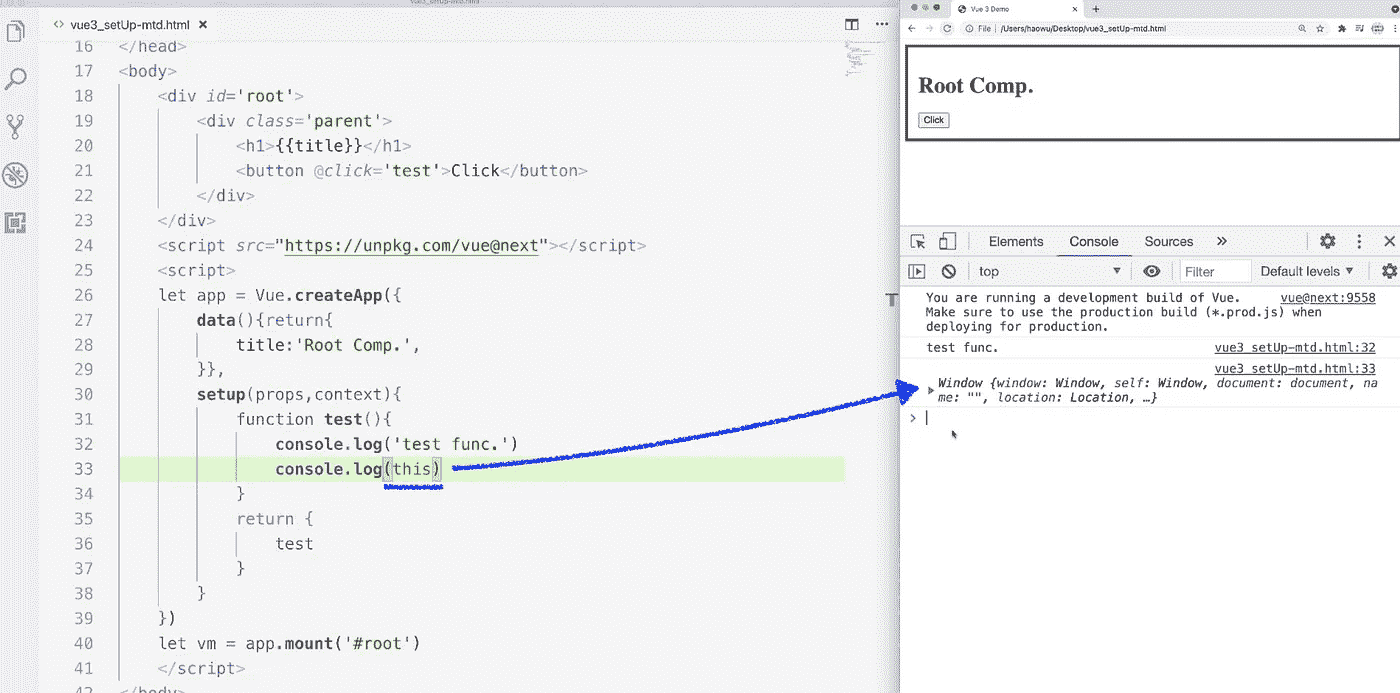 vue3_setUp-mtd.html
vue3_setUp-mtd.html ×
16 </head>
17 <body>
18 <div id='root'>
19 <div class='parent'>
20 <h1>{{title}}</h1>
21 <button @click='test'>Click</button>
22 </div>
23 </div>
24 <script src="https://unpkg.com/vue@next"></script>
25 <script>
26 let app = Vue.createApp({
27 data(){return{
28 title:'Root Comp.',
29 }},
30 setup(props,context){
31 function test(){
32 console.log('test func.')
33 console.log(this)
34 }
35 return {
36 test
37 }
38 }
39 })
40 let vm = app.mount('#root')
41 </script>
42 </body>
T
Vue 3 Demo × +
File | /Users/haowu/Desktop/vue3_setUp-mtd.html
Root Comp.
Click
Elements Console Sources »
top Filter Default levels ▼
You are running a development build of Vue. vue@next:9558
Make sure to use the production build (*.prod.js) when
deploying for production.
test func. vue3_setUp-mtd.html:32
vue3_setUp-mtd.html:33
Window {window: Window, self: Window, document: document, na
me: "", location: Location, …}
>